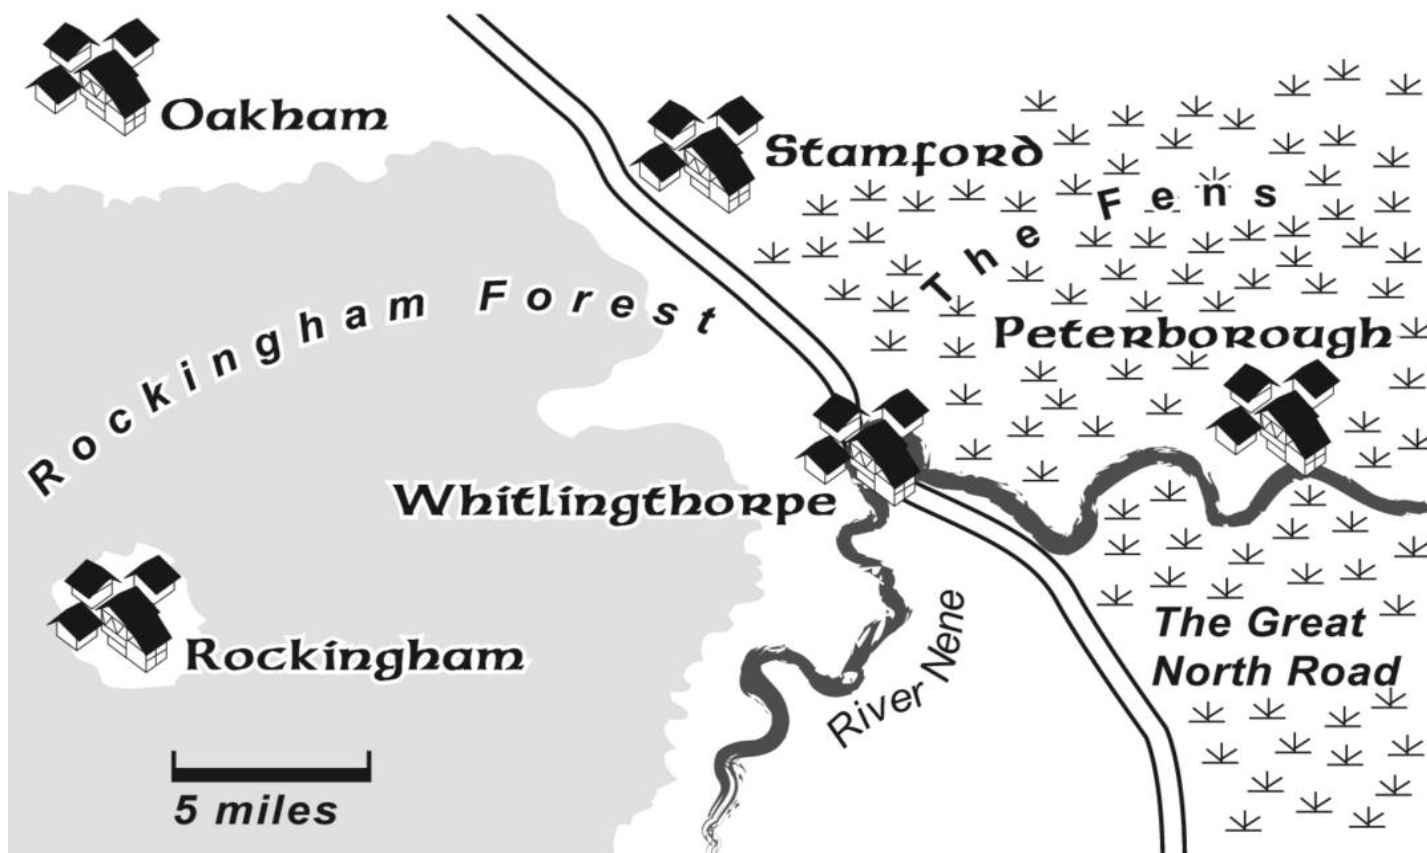 Oakham
Stamford
The Fens
Rockingham Forest
Peterborough
Whitlingthorpe
River Nene
The Great
North Road
Rockingham
5 miles